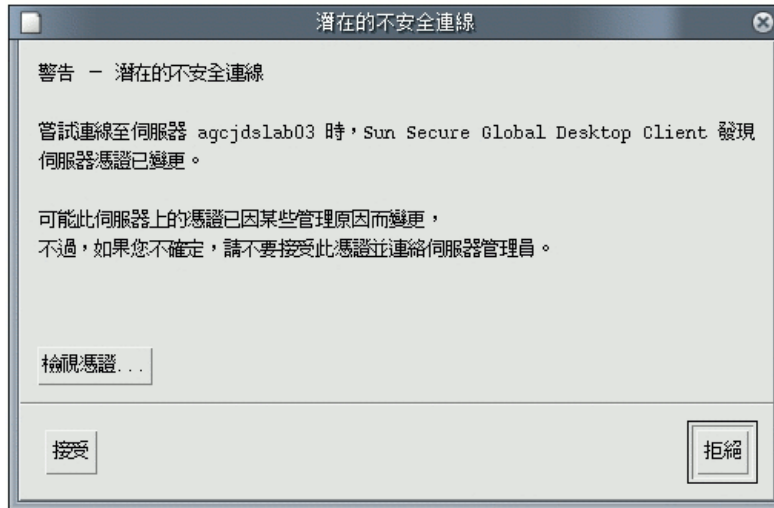 潛在的不安全連線
警告 － 潛在的不安全連線
嘗試連線至伺服器 agcjdslab03 時，Sun Secure Global Desktop Client 發現
伺服器憑證已變更。
可能此伺服器上的憑證已因某些管理原因而變更，
不過，如果您不確定，請不要接受此憑證並連絡伺服器管理員。
檢視憑證...
接受
拒絕